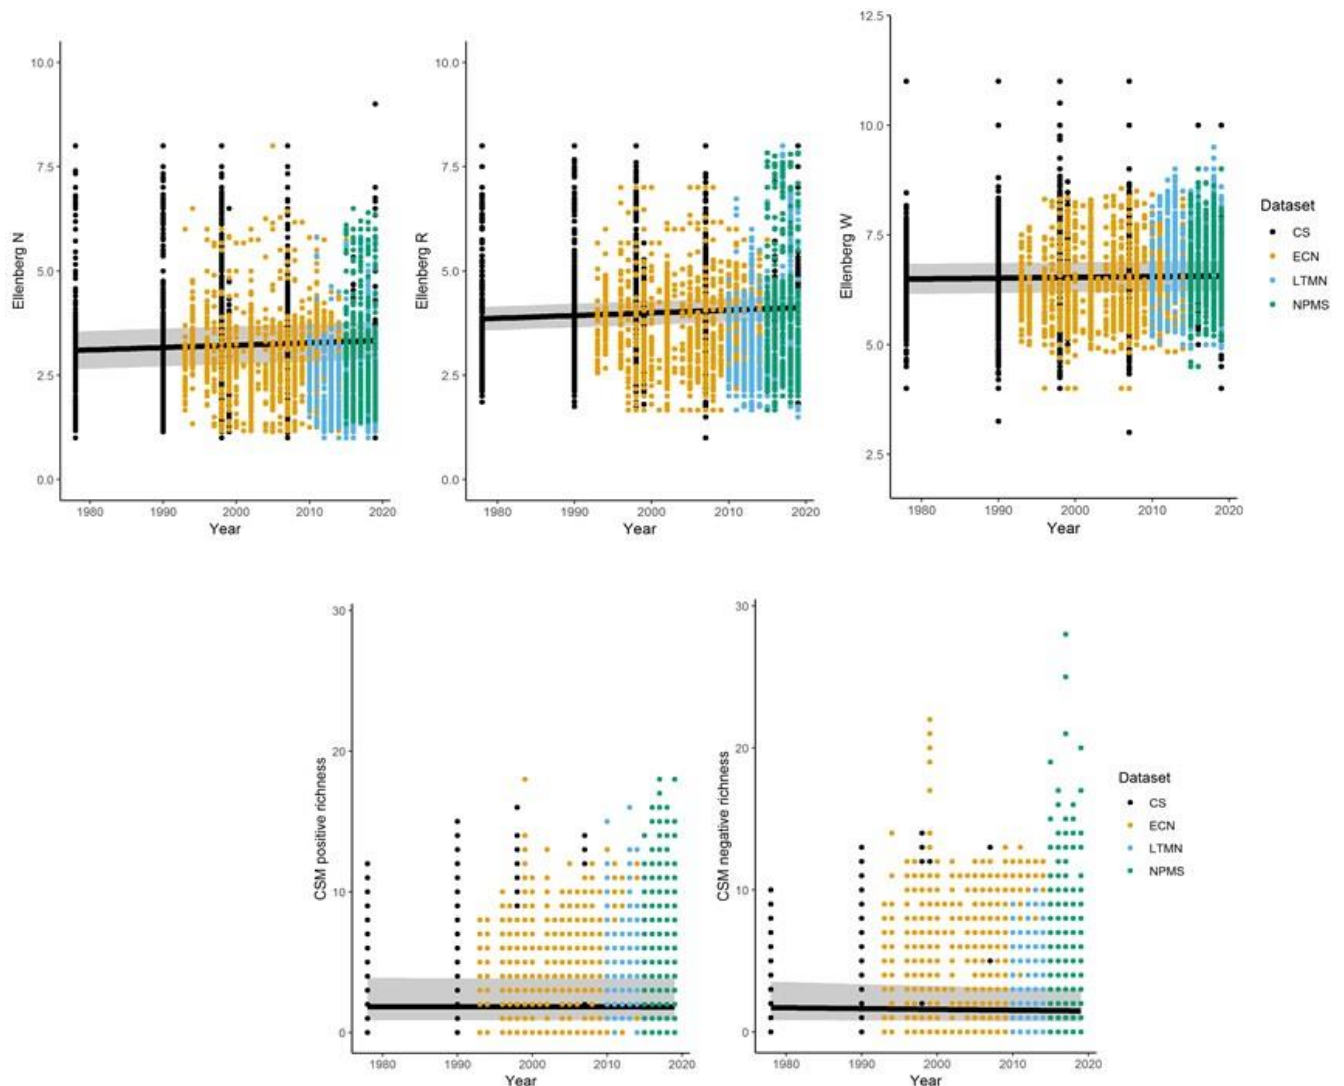 Ellenberg N
10.0
7.5
5.0
2.5
0.0
1980 1990 2000 2010 2020
Year
Ellenberg R
10.0
7.5
5.0
2.5
0.0
1980 1990 2000 2010 2020
Year
Ellenberg W
12.5
10.0
7.5
5.0
2.5
1980 1990 2000 2010 2020
Year
Dataset
CS
ECN
LTMN
NPMS
CSM positive richness
30
20
10
0
1980 1990 2000 2010 2020
Year
CSM negative richness
30
20
10
0
1980 1990 2000 2010 2020
Year
Dataset
CS
ECN
LTMN
NPMS